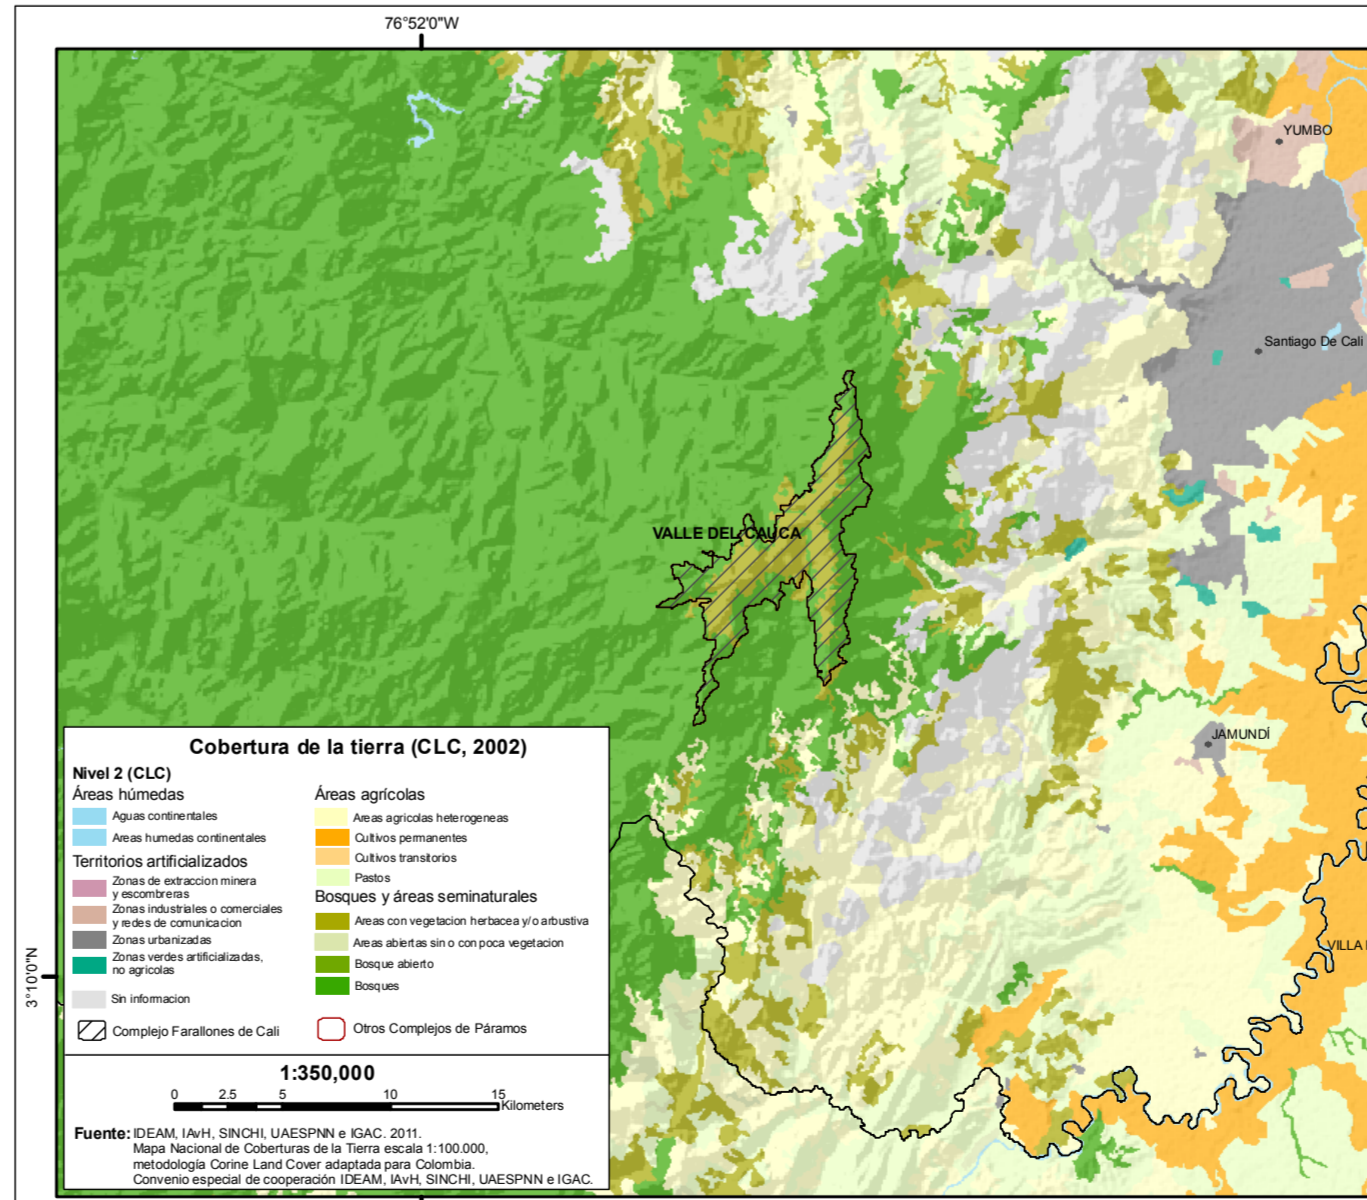 76°52'0"W
YUMBO
Santiago De Cali
VALLE DEL CAUCA
JAMUNDÍ
VILLA
3°10'0"N
Cobertura de la tierra (CLC, 2002)
Nivel 2 (CLC)
Áreas húmedas
Aguas continentales
Areas humedas continentales
Territorios artificializados
Zonas de extraccion minera
y escombreras
Zonas industriales o comerciales
y redes de comunicacion
Zonas urbanizadas
Zonas verdes artificializadas,
no agricolas
Sin informacion
Complejo Farallones de Cali
Áreas agrícolas
Areas agricolas heterogeneas
Cultivos permanentes
Cultivos transitorios
Pastos
Bosques y áreas seminaturales
Areas con vegetacion herbacea y/o arbustiva
Areas abiertas sin o con poca vegetacion
Bosque abierto
Bosques
Otros Complejos de Páramos
1:350,000
0 2.5 5 10 15
Kilometers
Fuente: IDEAM, IAvH, SINCHI, UAESPNN e IGAC. 2011.
Mapa Nacional de Coberturas de la Tierra escala 1:100.000,
metodología Corine Land Cover adaptada para Colombia.
Convenio especial de cooperación IDEAM, IAvH, SINCHI, UAESPNN e IGAC.